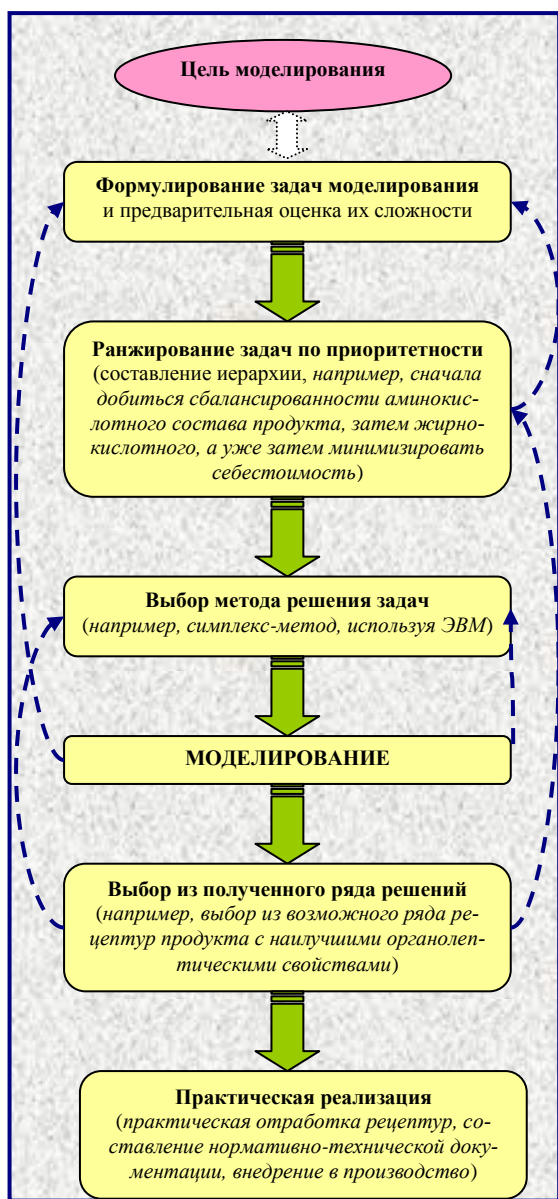 Цель моделирования
Формулирование задач моделирования
и предварительная оценка их сложности
Ранжирование задач по приоритетности
(составление иерархии, например, сначала
добиться сбалансированности аминокис-
лотного состава продукта, затем жирно-
кислотного, а уже затем минимизировать
себестоимость)
Выбор метода решения задач
(например, симплекс-метод, используя ЭВМ)
МОДЕЛИРОВАНИЕ
Выбор из полученного ряда решений
(например, выбор из возможного ряда ре-
цептур продукта с наилучшими органолеп-
тическими свойствами)
Практическая реализация
(практическая отработка рецептур, со-
ставление нормативно-технической доку-
ментации, внедрение в производство)